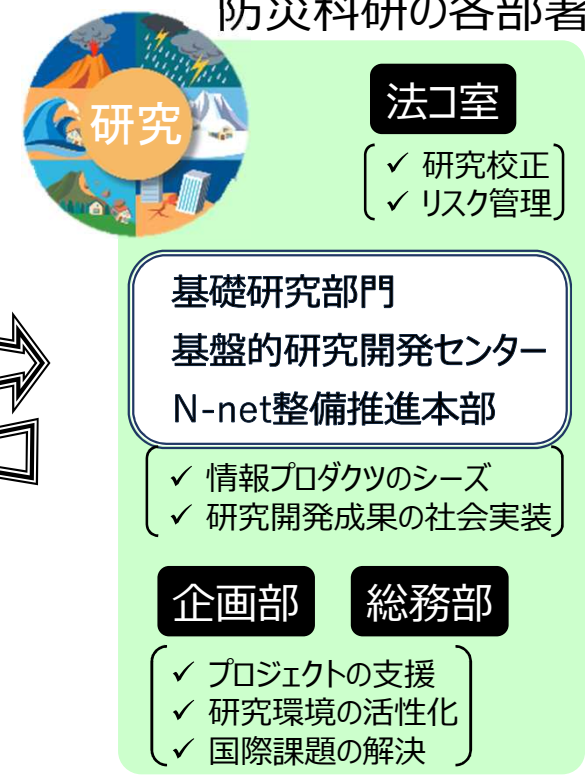 防災科研の各部署
研究
法コ室
✓ 研究校正
✓ リスク管理
基礎研究部門
基盤的研究開発センター
N-net整備推進本部
✓ 情報プロダクツのシーズ
✓ 研究開発成果の社会実装
企画部 総務部
✓ プロジェクトの支援
✓ 研究環境の活性化
✓ 国際課題の解決